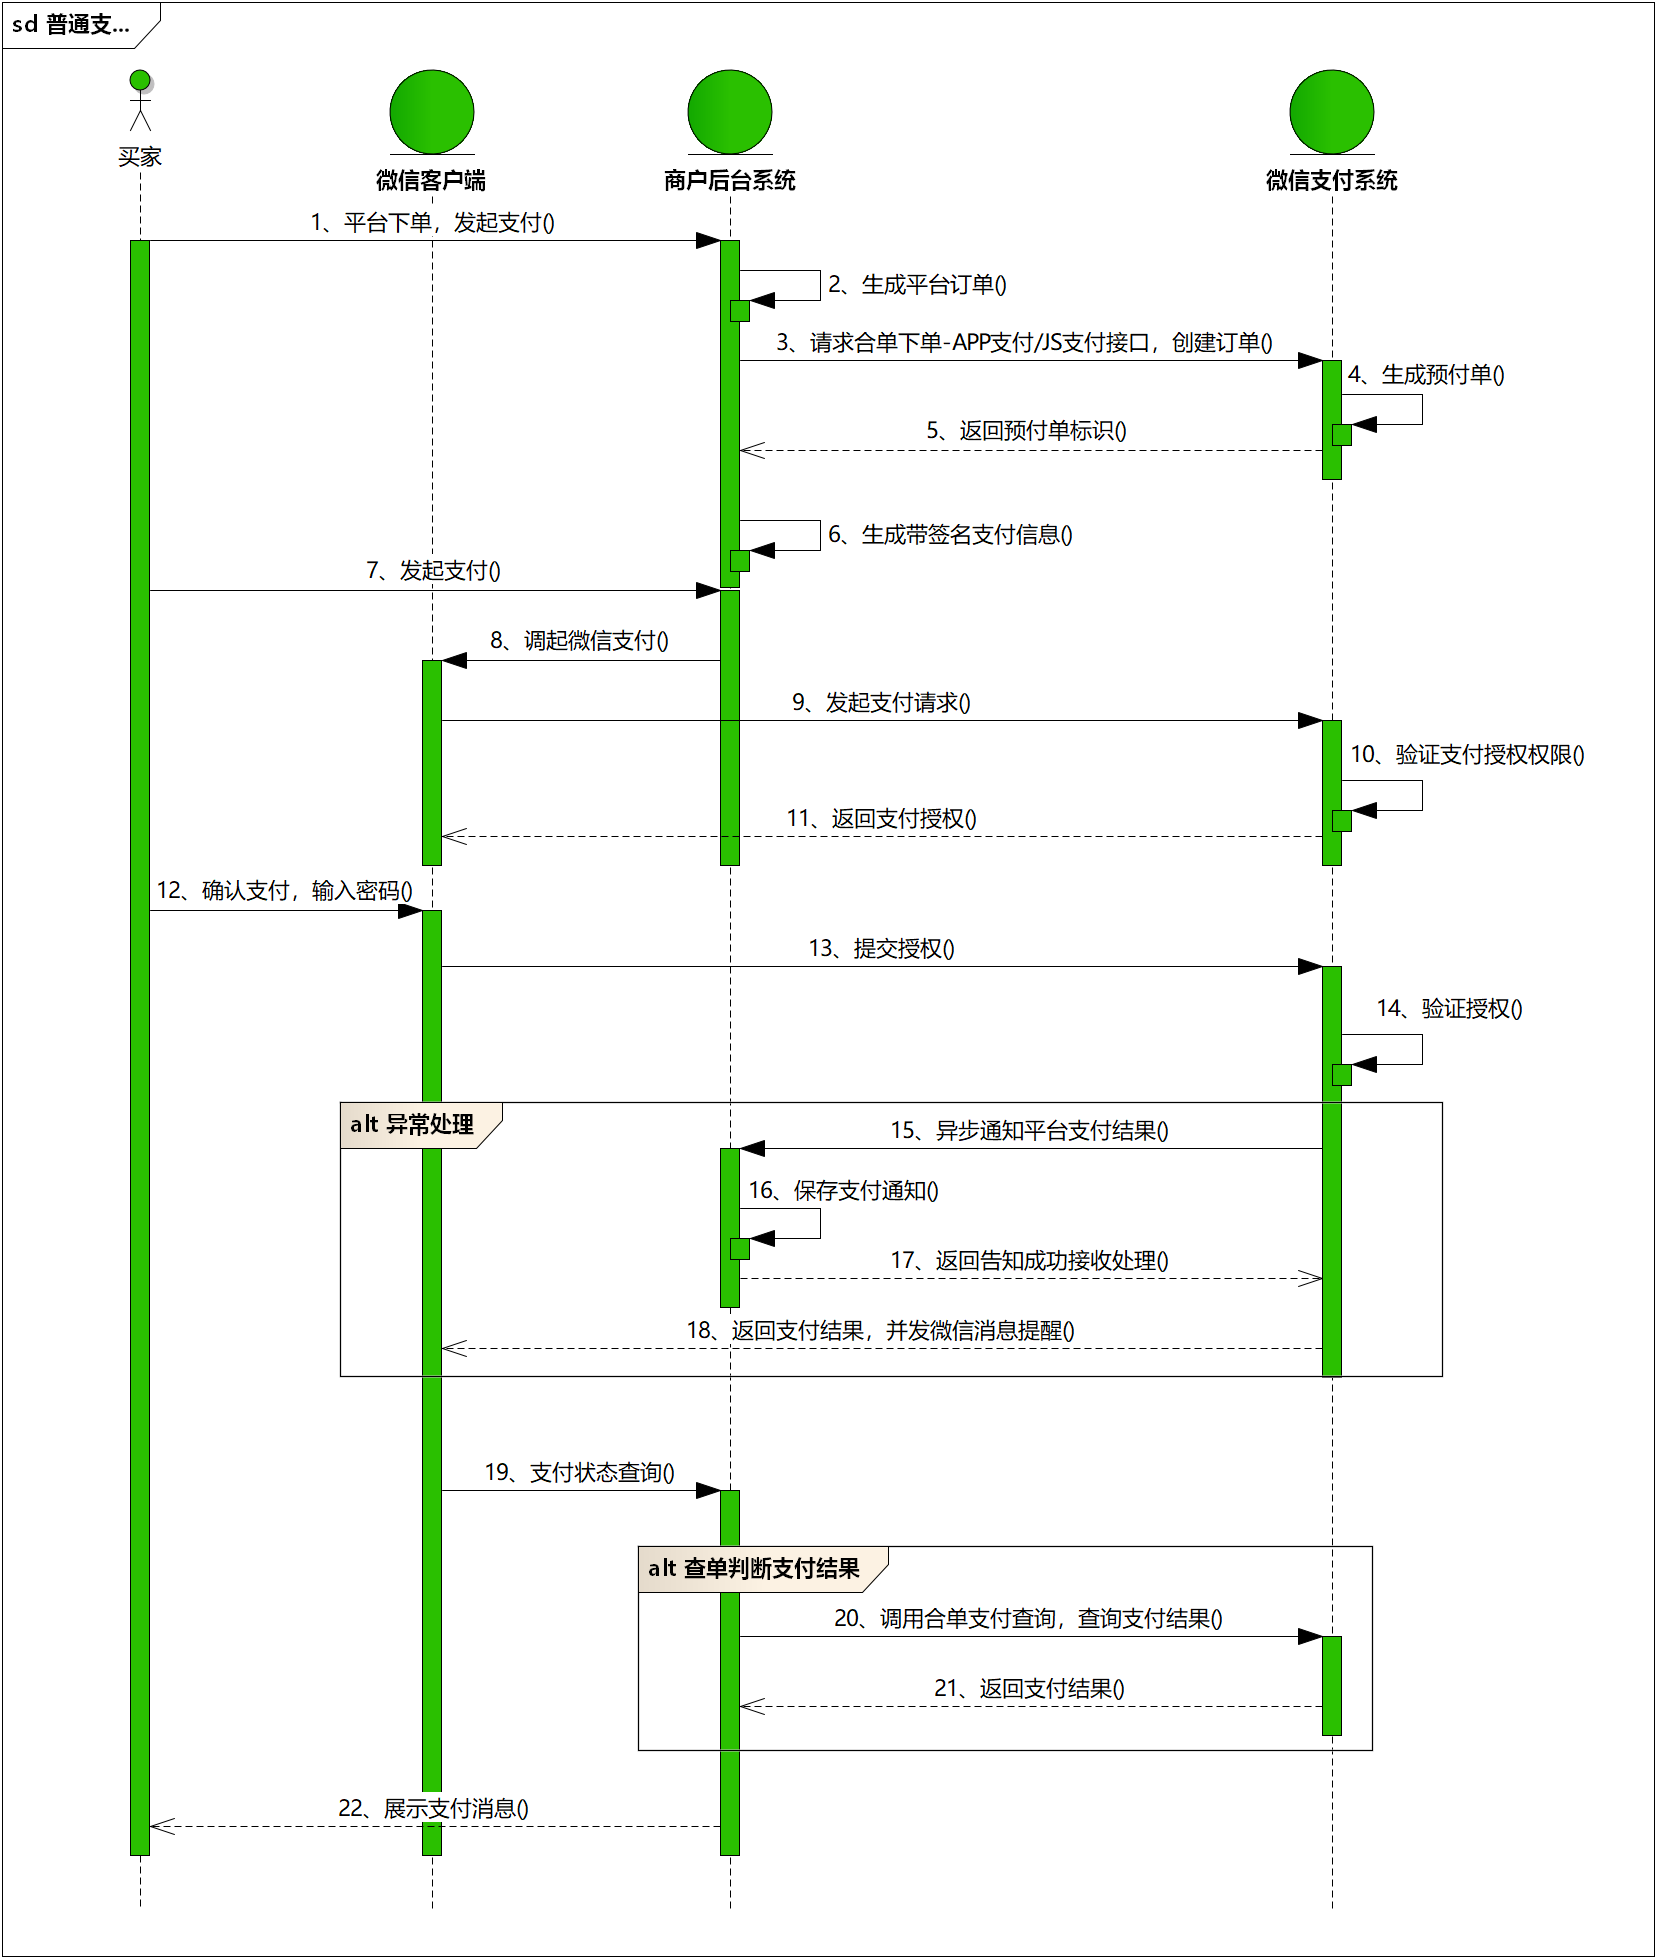 sd 普通支...
买家
微信客户端
商户后台系统
微信支付系统
1、平台下单，发起支付()
2、生成平台订单()
3、请求合单下单-APP支付/JS支付接口，创建订单()
4、生成预付单()
5、返回预付单标识()
6、生成带签名支付信息()
7、发起支付()
8、调起微信支付()
9、发起支付请求()
10、验证支付授权权限()
11、返回支付授权()
12、确认支付，输入密码()
13、提交授权()
14、验证授权()
alt 异常处理
15、异步通知平台支付结果()
16、保存支付通知()
17、返回告知成功接收处理()
18、返回支付结果，并发微信消息提醒()
19、支付状态查询()
alt 查单判断支付结果
20、调用合单支付查询，查询支付结果()
21、返回支付结果()
22、展示支付消息()